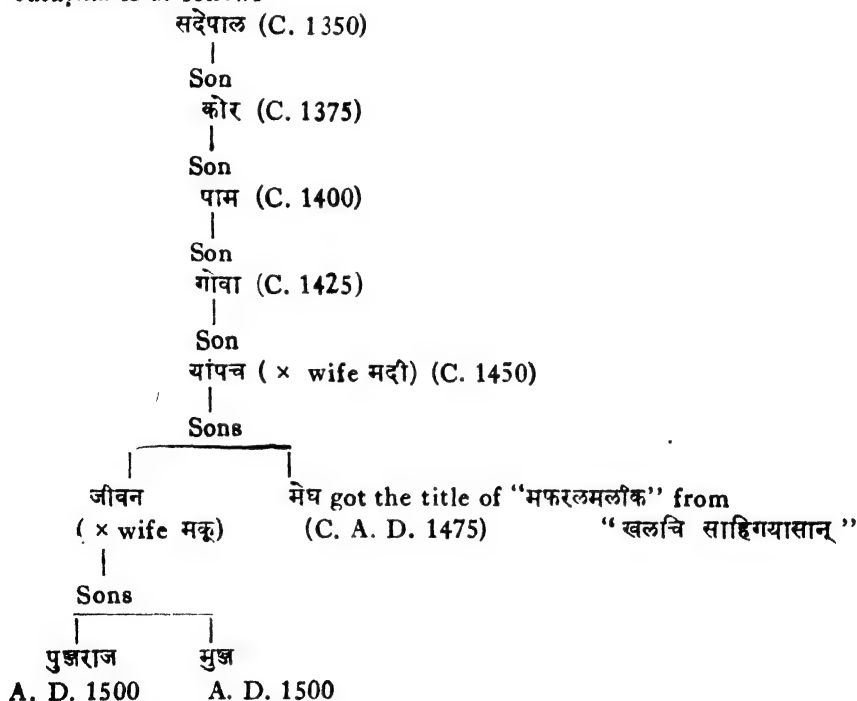 सदेपाल (C. 1350)
Son
कोर (C. 1375)
Son
पाम (C. 1400)
Son
गोवा (C. 1425)
Son
यांपच ( × wife मदी) (C. 1450)
Sons
जीवन मेघ got the title of “मफरलमलीक” from
( × wife मकू) (C. A. D. 1475) “खलचि साहिगयासान्”
Sons
पुञ्जराज मुञ्ज
A. D. 1500 A. D. 1500